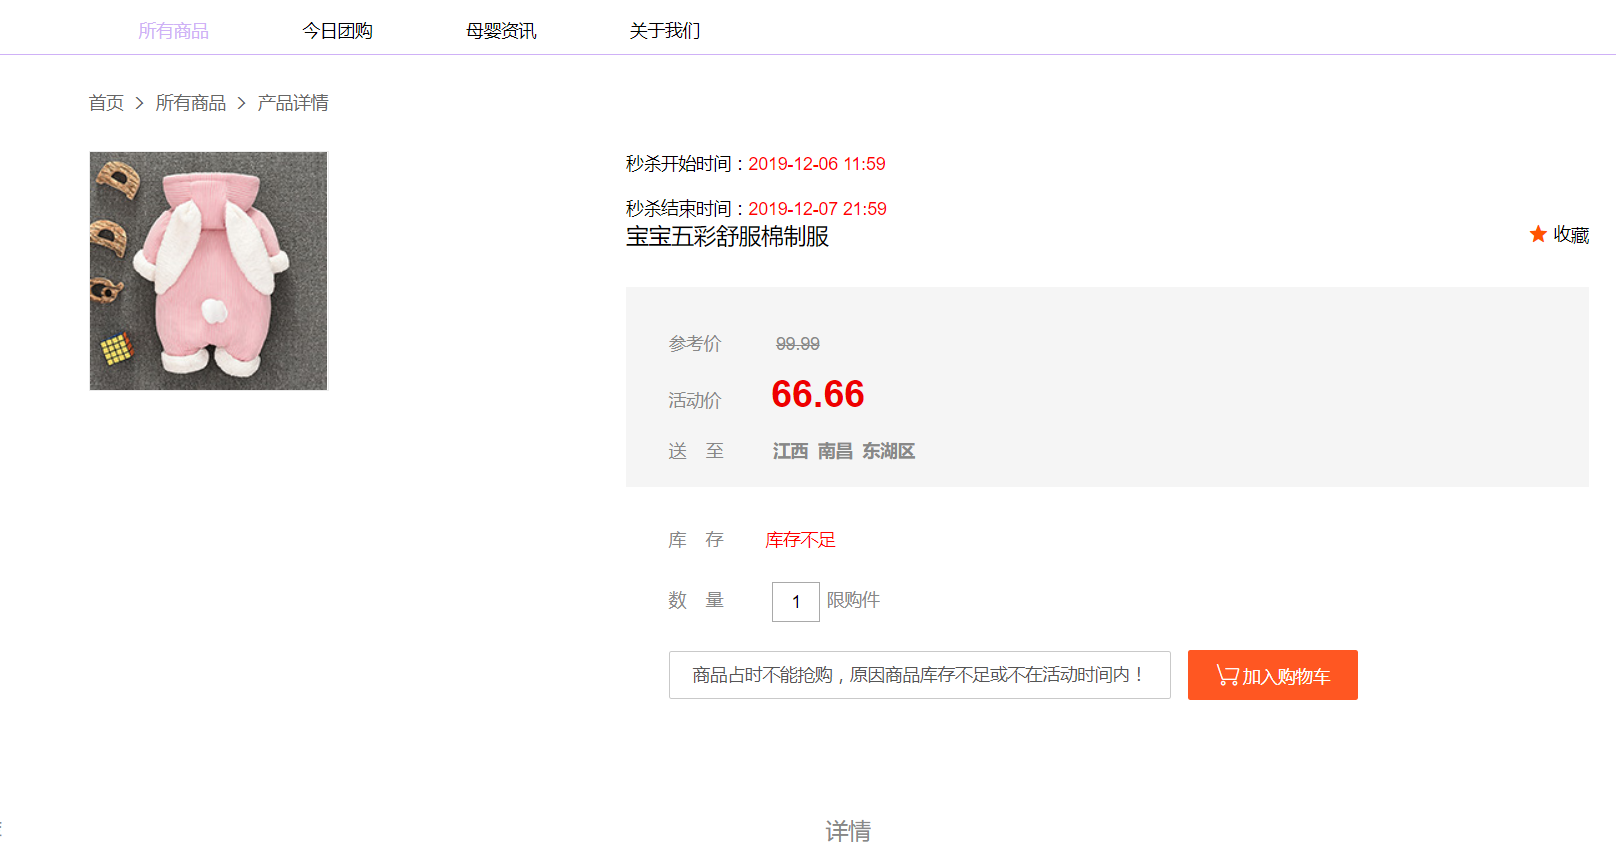 所有商品 今日团购 母婴资讯 关于我们
首页 > 所有商品 > 产品详情
秒杀开始时间：2019-12-06 11:59
秒杀结束时间：2019-12-07 21:59
宝宝五彩舒服棉制服
收藏
参考价 99.99
活动价 66.66
送 至 江西 南昌 东湖区
库 存 库存不足
数 量 1 限购件
商品占时不能抢购，原因商品库存不足或不在活动时间内！
加入购物车
详情